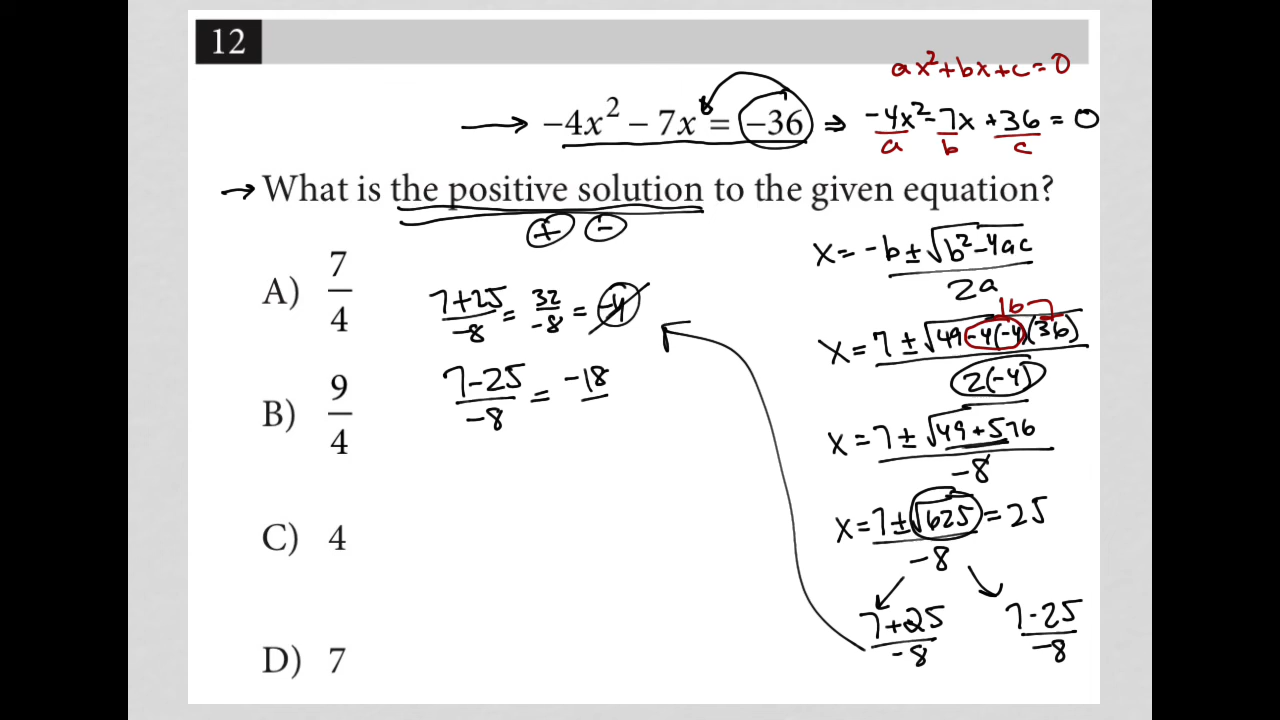 12
ax²+bx+c=0
−4x² − 7x = −36 ⇒ −4x²−7x+36=0
a b c
What is the positive solution to the given equation?
+ −
A) 7/4
B) 9/4
C) 4
D) 7
(7+25)/−8 = 32/−8 = −4
(7−25)/−8 = −18
x = (−b±√(b²−4ac))/2a
16
x = (7±√(49−4(−4)(36)))/2(−4)
x = (7±√(49+576))/−8
x = (7±√625)/−8 = 25
(7+25)/−8 (7−25)/−8